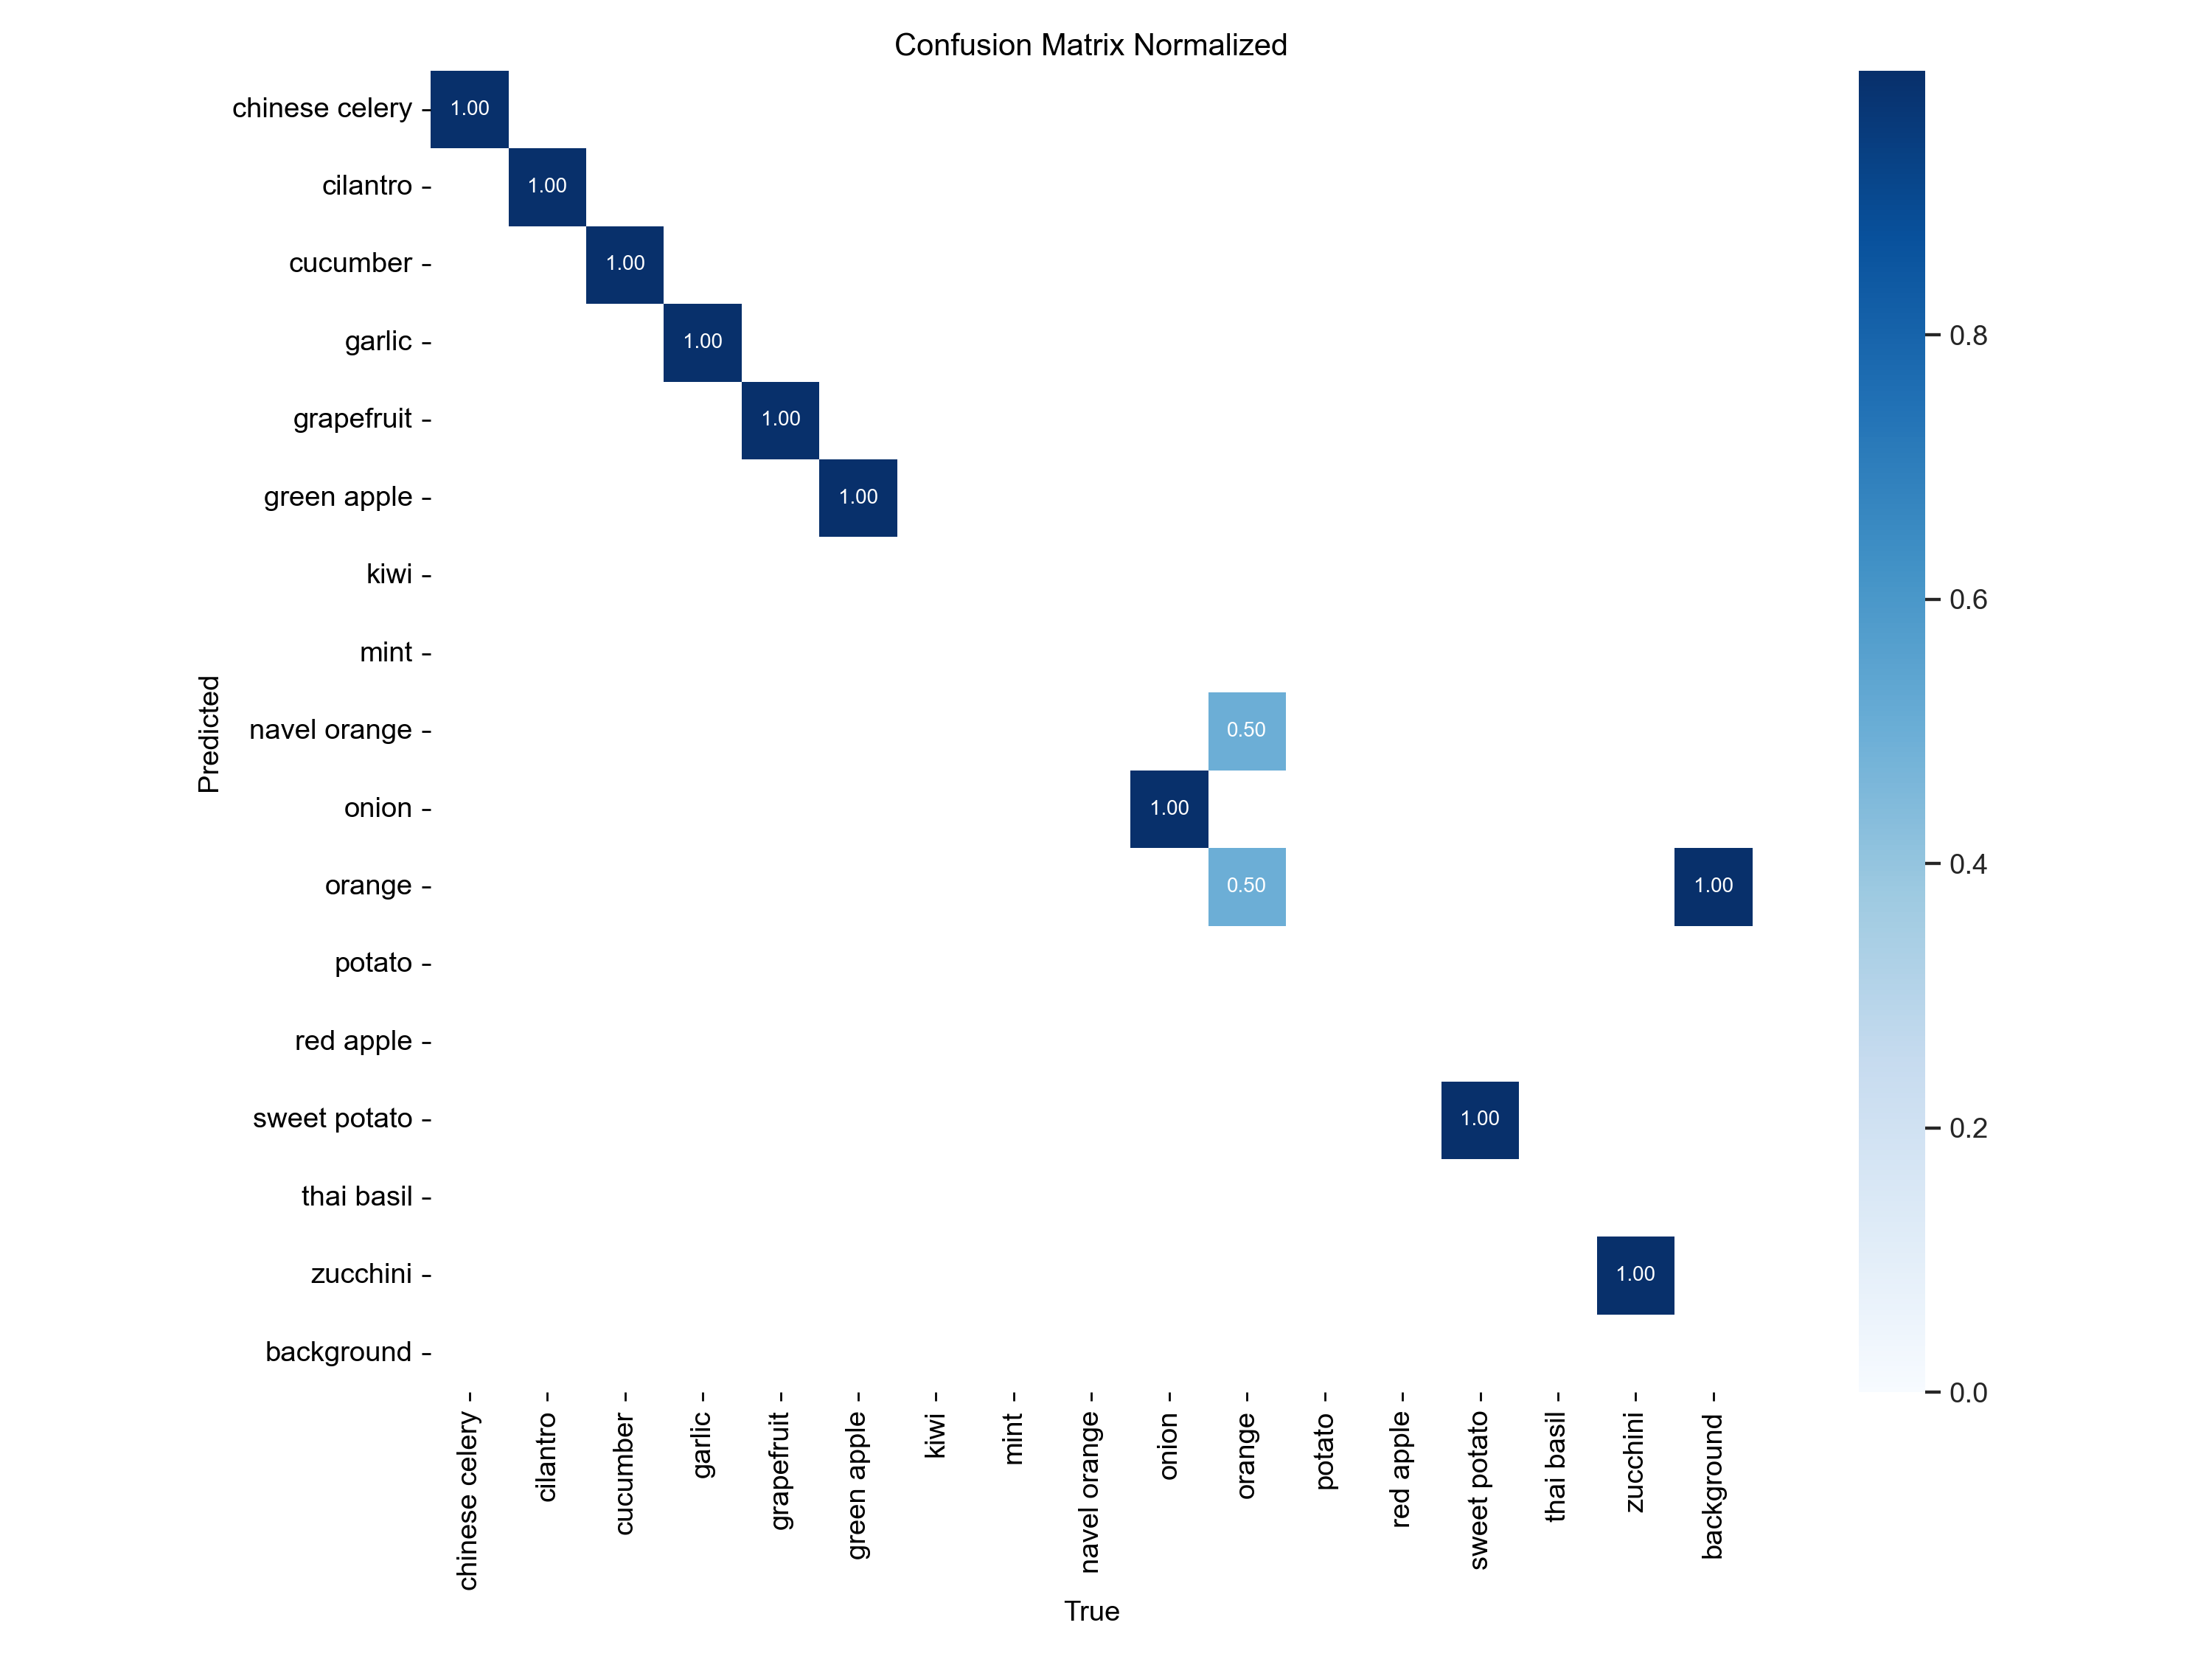 Confusion Matrix Normalized
chinese celery
1.00
cilantro
1.00
cucumber
1.00
garlic
1.00
grapefruit
1.00
green apple
1.00
kiwi
mint
navel orange
0.50
onion
1.00
orange
0.50
1.00
potato
red apple
sweet potato
1.00
thai basil
zucchini
1.00
background
Predicted
chinese celery
cilantro
cucumber
garlic
grapefruit
green apple
kiwi
mint
navel orange
onion
orange
potato
red apple
sweet potato
thai basil
zucchini
background
True
0.8
0.6
0.4
0.2
0.0